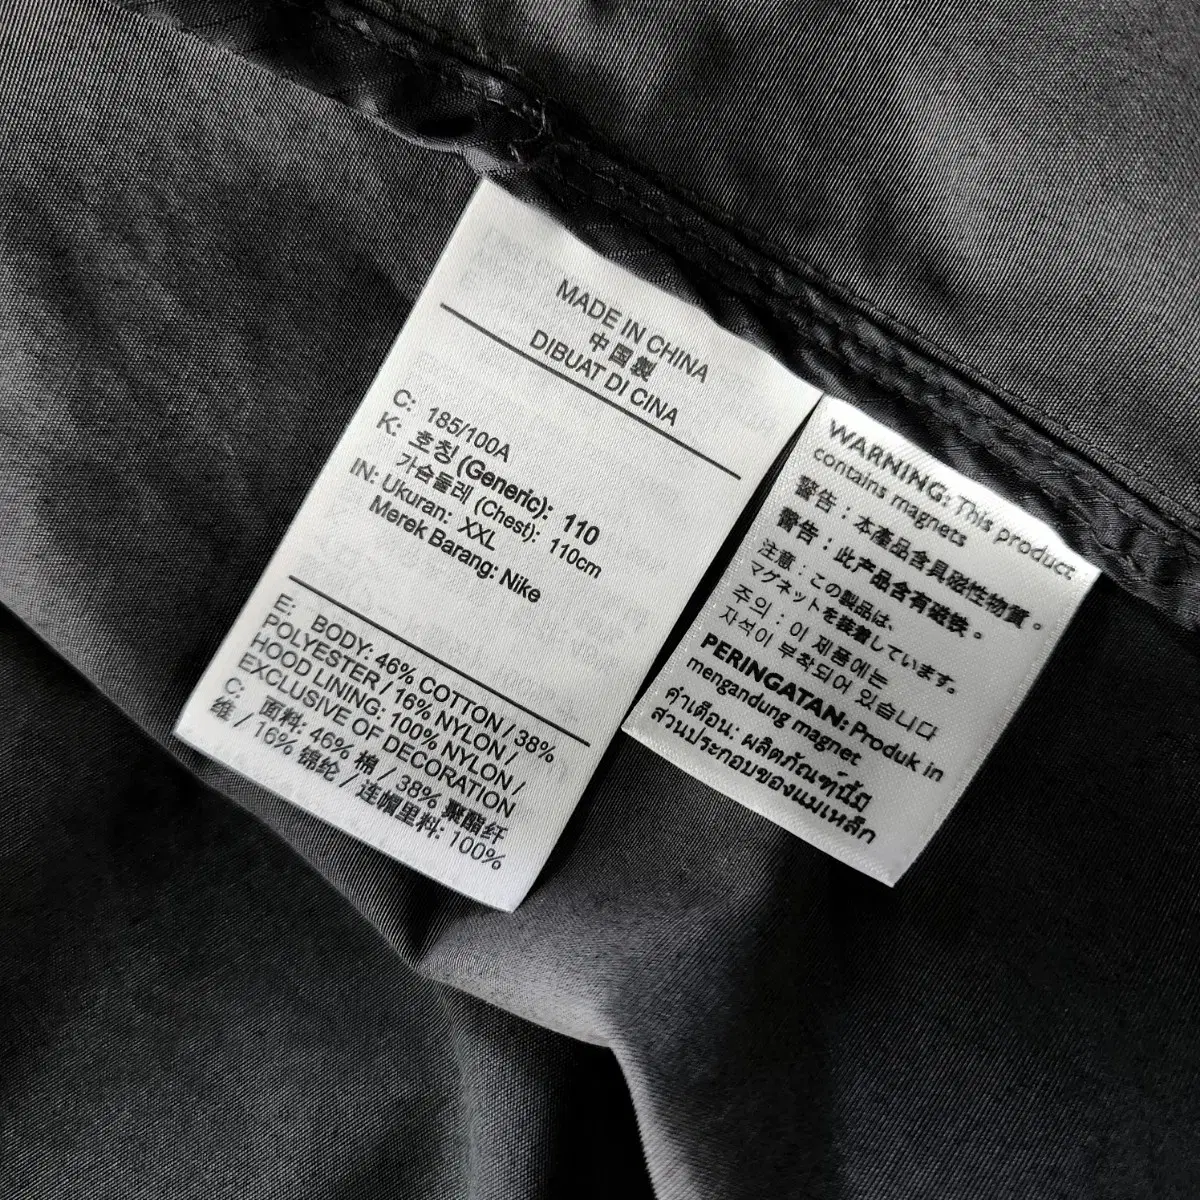 MADE IN CHINA
中国製
DIBUAT DI CINA
C: 185/100A
K: 호칭 (Generic): 110
가슴둘레 (Chest): 110cm
IN: Ukuran: XXL
Merek Barang: Nike
E: BODY: 46% COTTON / 38%
POLYESTER / 16% NYLON /
HOOD LINING: 100% NYLON /
EXCLUSIVE OF DECORATION
C: 面料: 46% 棉 / 38% 聚酯纤
维 / 16% 锦纶 / 连帽里料: 100%
WARNING: This product
contains magnets
警告：本產品含具磁性物質。
警告：此产品含有磁铁。
注意：この製品は、
マグネットを装着しています。
주의：이 제품에는
자석이 부착되어 있습니다
PERINGATAN: Produk in
mengandung magnet
คำเตือน: ผลิตภัณฑ์นี้มี
ส่วนประกอบของแม่เหล็ก